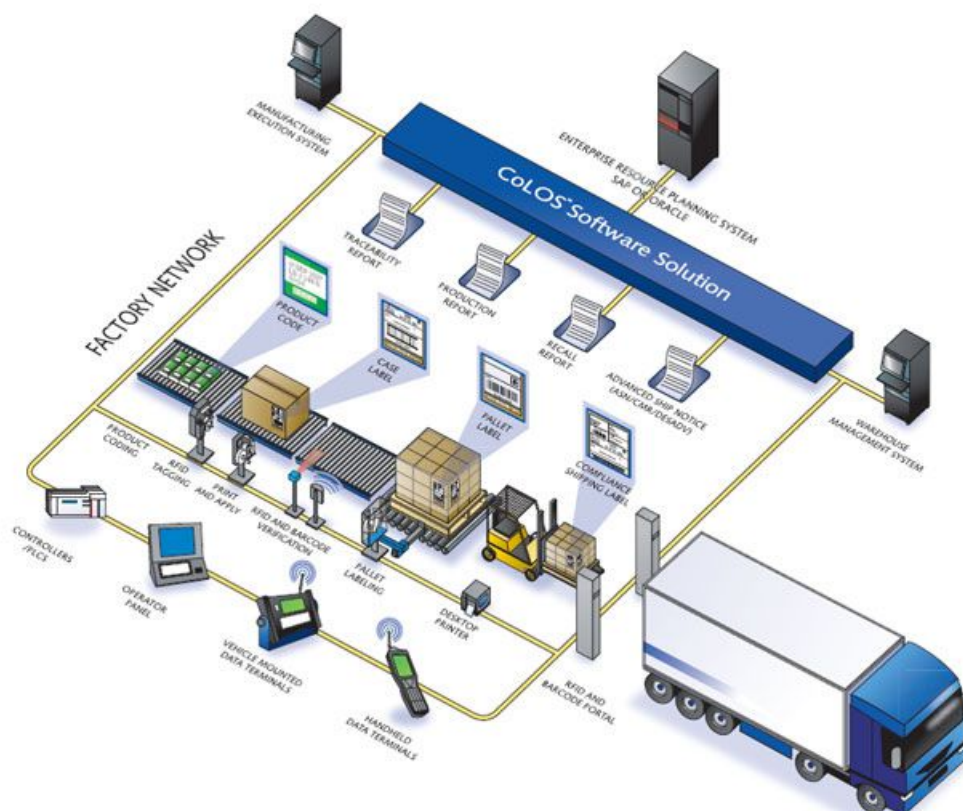 MANUFACTURING
EXECUTION SYSTEM
ENTERPRISE RESOURCE PLANNING SYSTEM
SAP OR ORACLE
CoLOS™ Software Solution
TRACEABILITY
REPORT
PRODUCTION
REPORT
RECALL
REPORT
ADVANCED SHIP NOTICE
(ASN/CMB/DESADV)
WAREHOUSE
MANAGEMENT SYSTEM
FACTORY NETWORK
PRODUCT
CODE
CASE
LABEL
PALLET
LABEL
COMPLIANCE
SHIPPING LABEL
PRODUCT
CODING
RFID
TAGGING
PRINT
AND APPLY
RFID AND BARCODE
VERIFICATION
PALLET
LABELING
DESKTOP
PRINTER
RFID AND
BARCODE PORTAL
CONTROLLERS
/PLCS
OPERATOR
PANEL
VEHICLE MOUNTED
DATA TERMINALS
HANDHELD
DATA TERMINALS